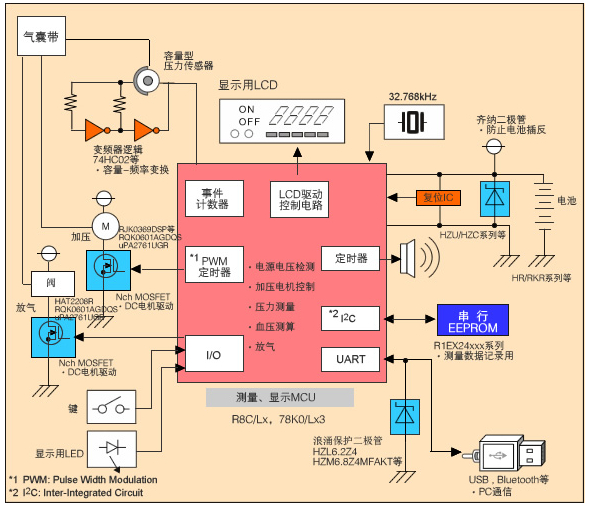 气囊带
容量型
压力传感器
显示用LCD
ON
OFF
8888
32.768kHz
齐纳二极管
・防止电池插反
变频器逻辑
74HC02等
・容量-频率变换
事件
计数器
LCD驱动
控制电路
复位IC
电池
HZU/HZC系列等
HR/RKR系列等
M
加压
RJK0369DSP等
RQK0601AGDQS
uPA2761UGR
*1 PWM
定时器
定时器
・电源电压检测
・加压电机控制
・压力测量
・血压测算
・放气
阀
放气
Nch MOSFET
・DC电机驱动
HAT2208R
RQK0601AGDQS
uPA2761UGR
*2 I2C
串 行
EEPROM
R1EX24xxx系列
・测量数据记录用
Nch MOSFET
・DC电机驱动
I/O
UART
测量、显示MCU
R8C/Lx，78K0/Lx3
键
显示用LED
浪涌保护二极管
HZL6.2Z4
HZM6.8Z4MFAKT等
USB , Bluetooth等
・PC通信
*1 PWM: Pulse Width Modulation
*2 I2C: Inter-Integrated Circuit